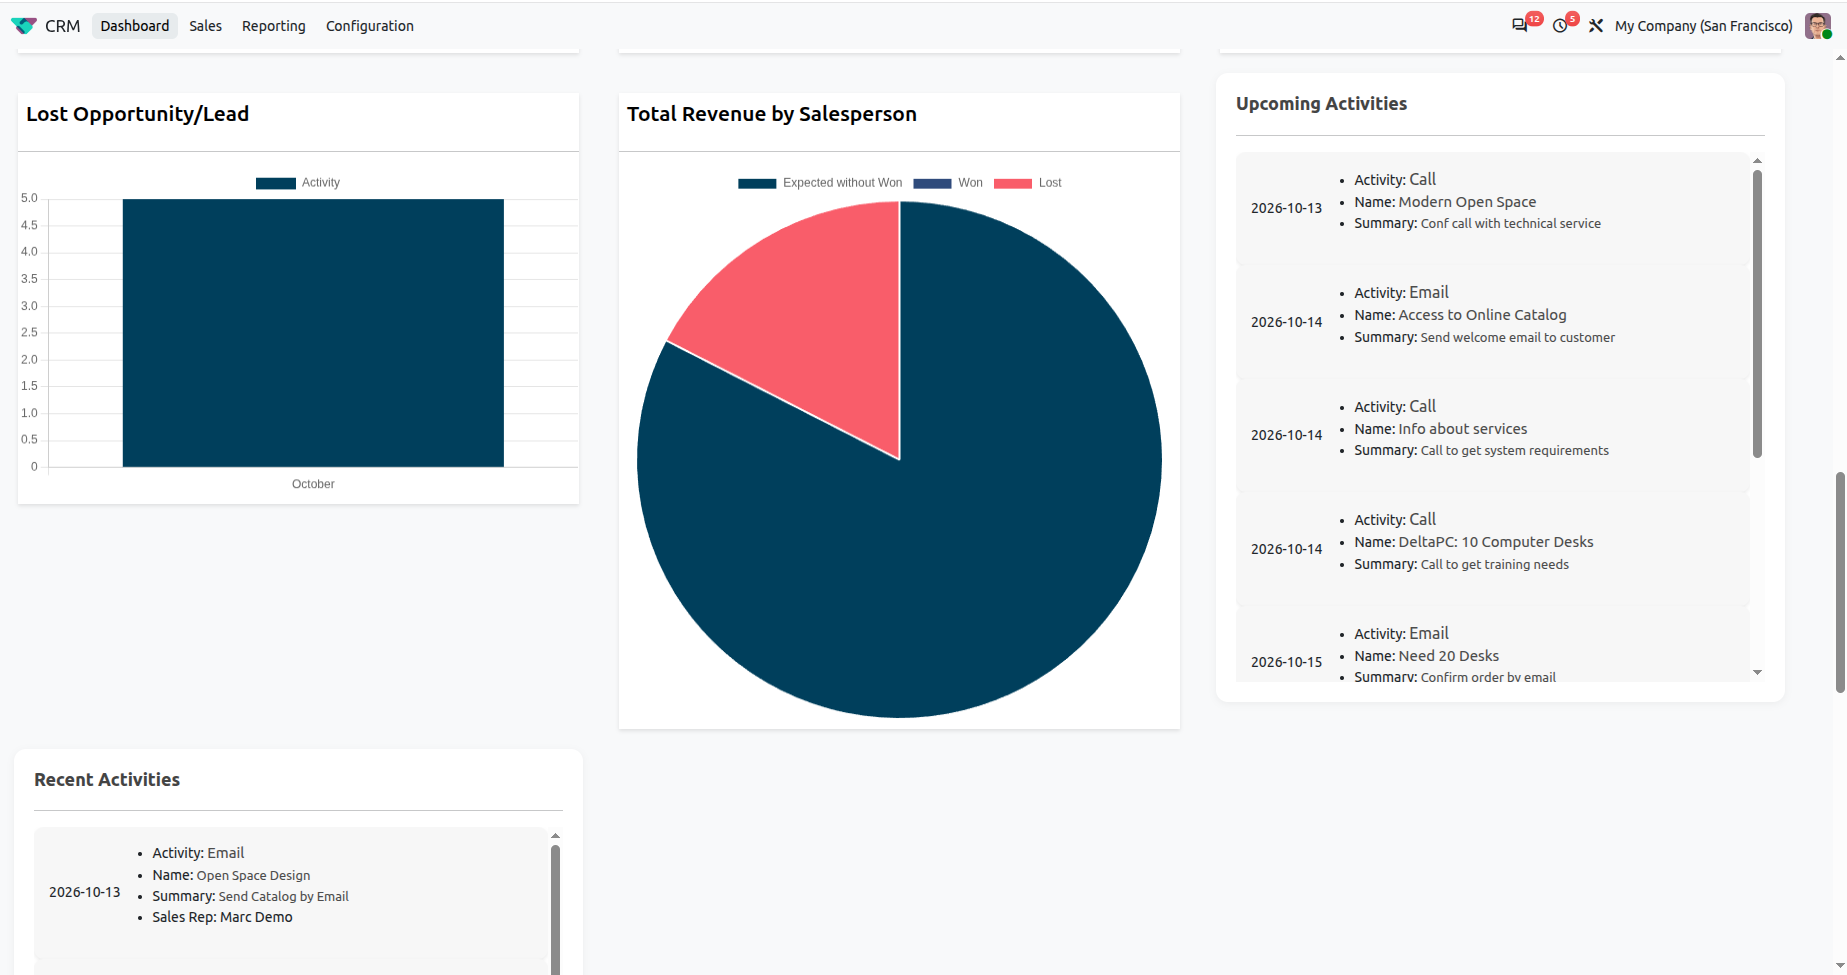 CRM Dashboard Sales Reporting Configuration 12 5 My Company (San Francisco)
Lost Opportunity/Lead
Activity
5.0
4.5
4.0
3.5
3.0
2.5
2.0
1.5
1.0
0.5
0
October
Total Revenue by Salesperson
Expected without Won Won Lost
Upcoming Activities
2026-10-13
Activity: Call
Name: Modern Open Space
Summary: Conf call with technical service
2026-10-14
Activity: Email
Name: Access to Online Catalog
Summary: Send welcome email to customer
2026-10-14
Activity: Call
Name: Info about services
Summary: Call to get system requirements
2026-10-14
Activity: Call
Name: DeltaPC: 10 Computer Desks
Summary: Call to get training needs
2026-10-15
Activity: Email
Name: Need 20 Desks
Summary: Confirm order by email
Recent Activities
2026-10-13
Activity: Email
Name: Open Space Design
Summary: Send Catalog by Email
Sales Rep: Marc Demo